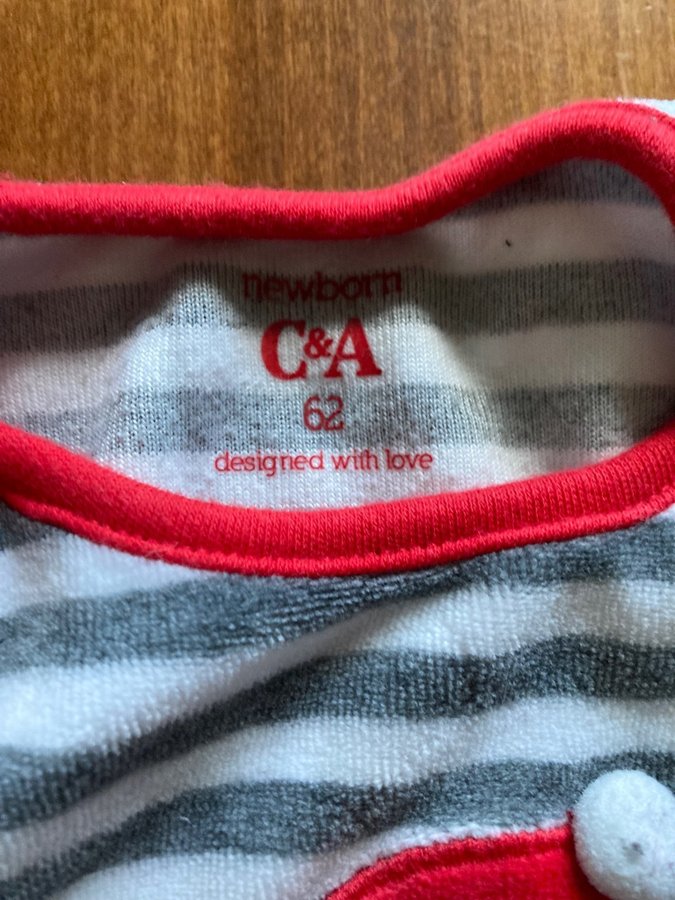 newborn
C&A
62
designed with love